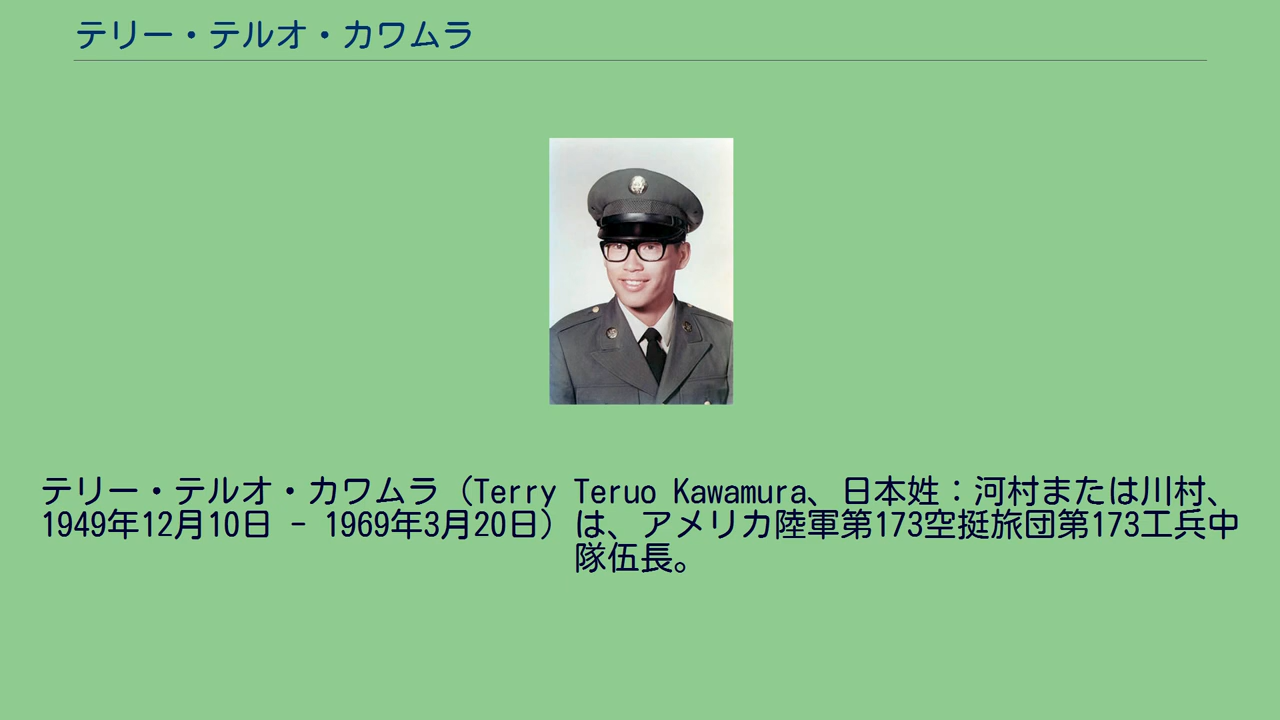 テリー・テルオ・カワムラ
テリー・テルオ・カワムラ（Terry Teruo Kawamura、日本姓：河村または川村、
1949年12月10日 - 1969年3月20日）は、アメリカ陸軍第173空挺旅団第173工兵中
隊伍長。